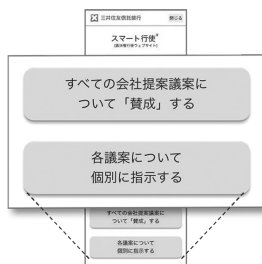 三井住友信託銀行
閉じる
スマート行使®
(議決権行使ウェブサイト)
すべての会社提案議案に
ついて「賛成」する
各議案について
個別に指示する
すべての会社提案議案に
ついて「賛成」する
各議案について
個別に指示する